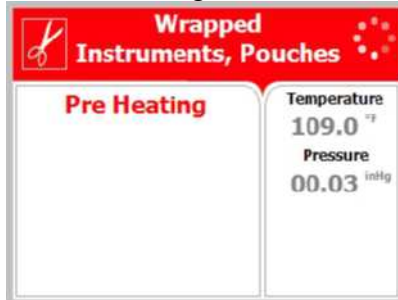 Wrapped
Instruments, Pouches
Pre Heating
Temperature
109.0 °F
Pressure
00.03 inHg